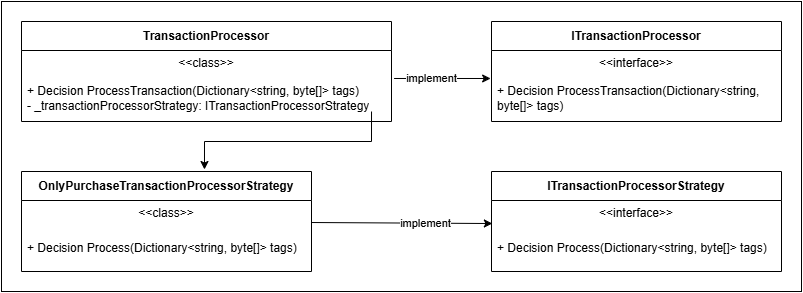 TransactionProcessor
<<class>>
+ Decision ProcessTransaction(Dictionary<string, byte[]> tags)
- _transactionProcessorStrategy: ITransactionProcessorStrategy
implement
ITransactionProcessor
<<interface>>
+ Decision ProcessTransaction(Dictionary<string,
byte[]> tags)
OnlyPurchaseTransactionProcessorStrategy
<<class>>
+ Decision Process(Dictionary<string, byte[]> tags)
implement
ITransactionProcessorStrategy
<<interface>>
+ Decision Process(Dictionary<string, byte[]> tags)